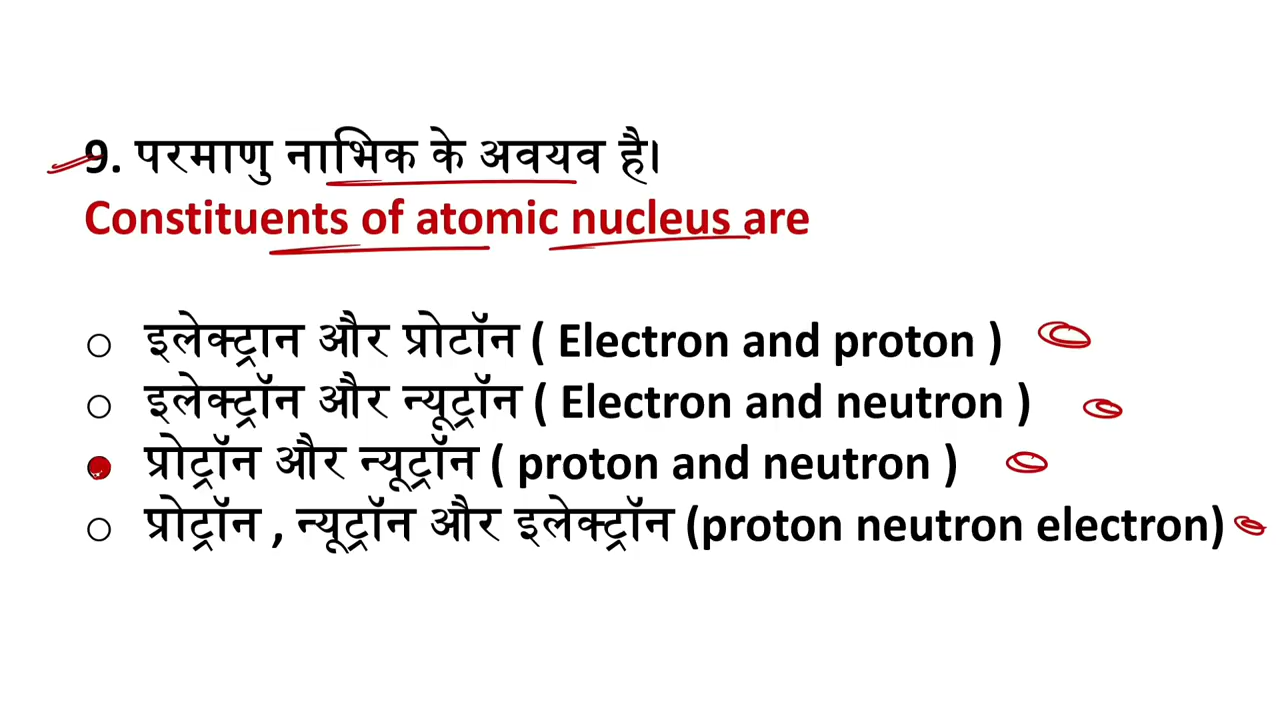 9. परमाणु नाभिक के अवयव है।
Constituents of atomic nucleus are
इलेक्ट्रान और प्रोटॉन ( Electron and proton )
इलेक्ट्रॉन और न्यूट्रॉन ( Electron and neutron )
प्रोट्रॉन और न्यूट्रॉन ( proton and neutron )
प्रोट्रॉन , न्यूट्रॉन और इलेक्ट्रॉन (proton neutron electron)